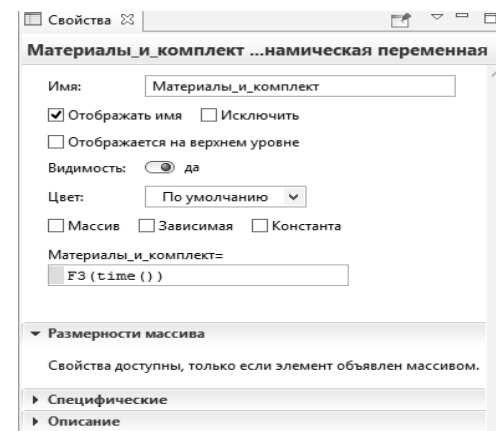 Свойства
Материалы_и_комплект ...намическая переменная
Имя: Материалы_и_комплект
Отображать имя Исключить
Отображается на верхнем уровне
Видимость: да
Цвет: По умолчанию
Массив Зависимая Константа
Материалы_и_комплект=
F3(time())
Размерности массива
Свойства доступны, только если элемент объявлен массивом.
Специфические
Описание